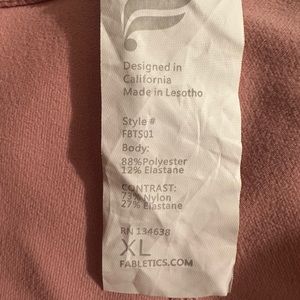 Designed in
California
Made in Lesotho
Style #
FBTS01
Body:
88%Polyester
12% Elastane
CONTRAST:
73%Nylon
27% Elastane
RN 134638
XL
FABLETICS.COM